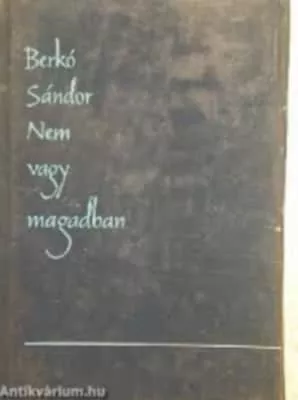 Berkó
Sándor
Nem
vagy
magadban
Antikvárium.hu